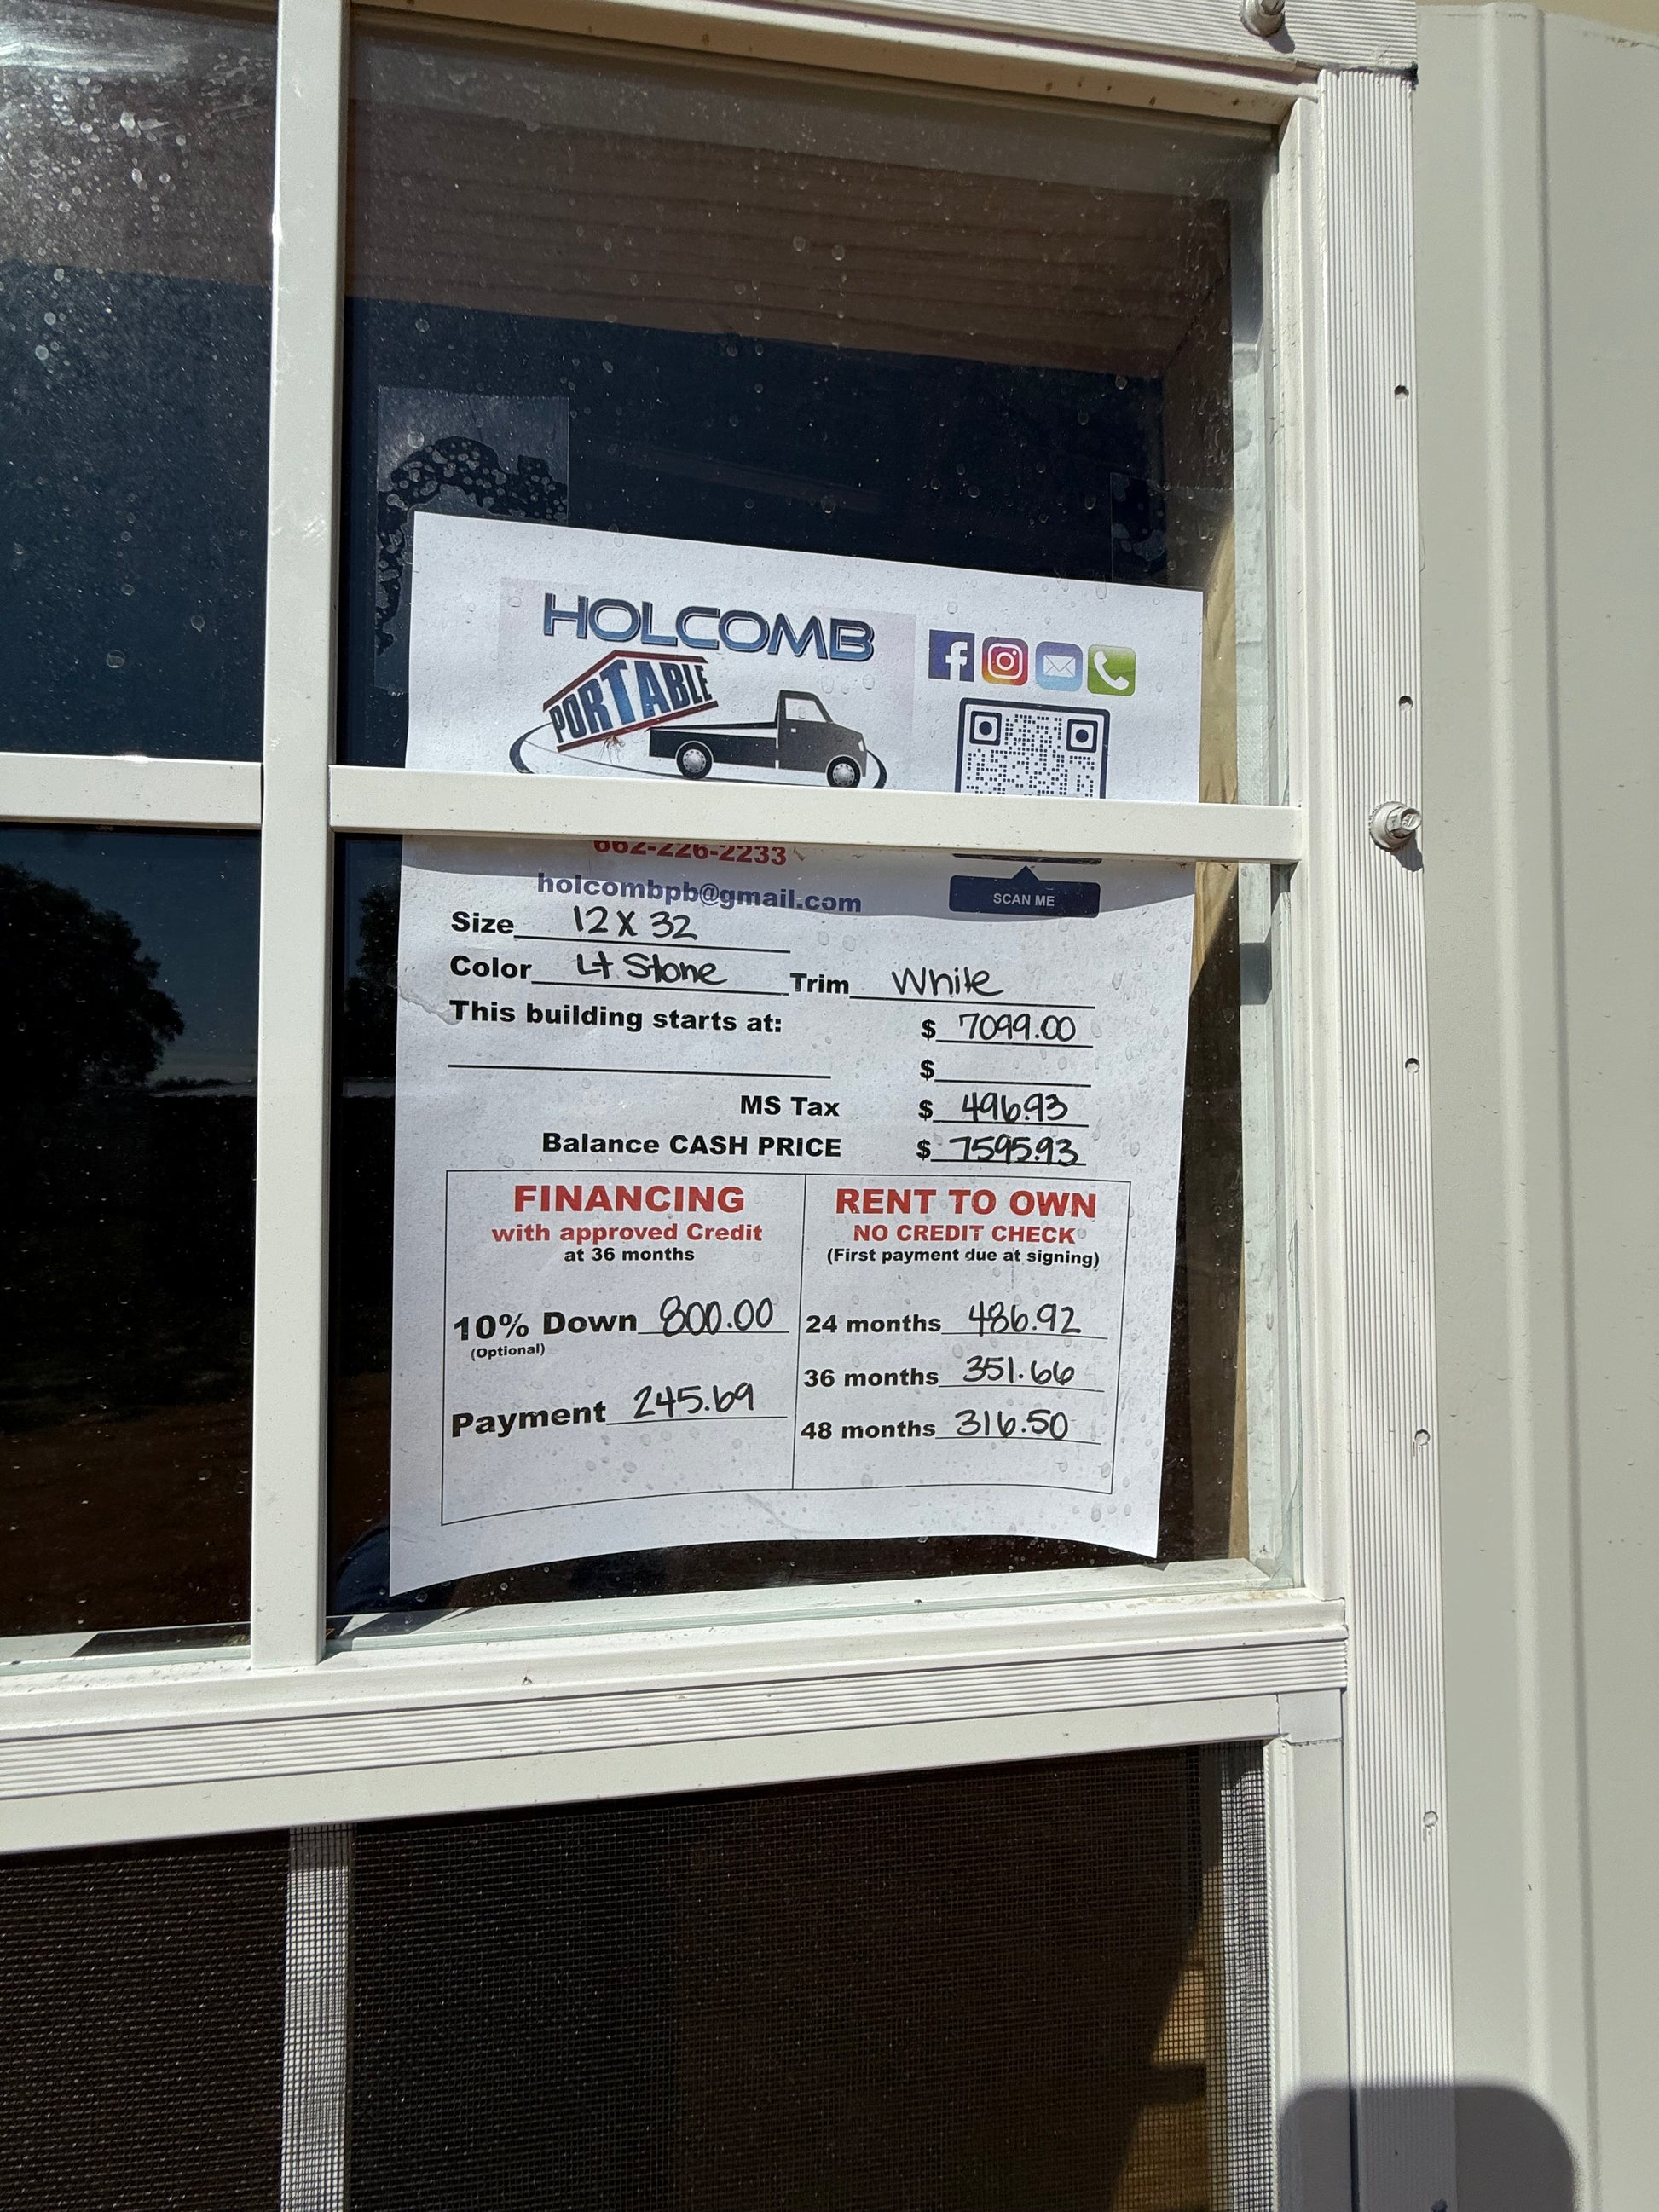 HOLCOMB
PORTABLE
662-226-2233
holcombpb@gmail.com
SCAN ME
Size 12 X 32
Color Lt Stone Trim White
This building starts at: $ 7099.00
$
MS Tax $ 496.93
Balance CASH PRICE $ 7595.93
FINANCING
with approved Credit
at 36 months
10% Down 800.00
(Optional)
Payment 245.69
RENT TO OWN
NO CREDIT CHECK
(First payment due at signing)
24 months 486.92
36 months 351.66
48 months 316.50